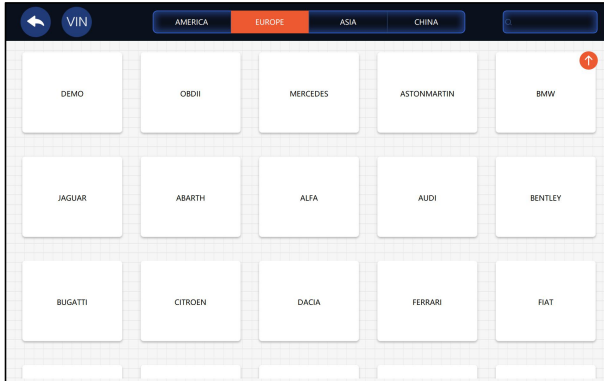 VIN
AMERICA EUROPE ASIA CHINA
DEMO OBDII MERCEDES ASTONMARTIN BMW
JAGUAR ABARTH ALFA AUDI BENTLEY
BUGATTI CITROEN DACIA FERRARI FIAT